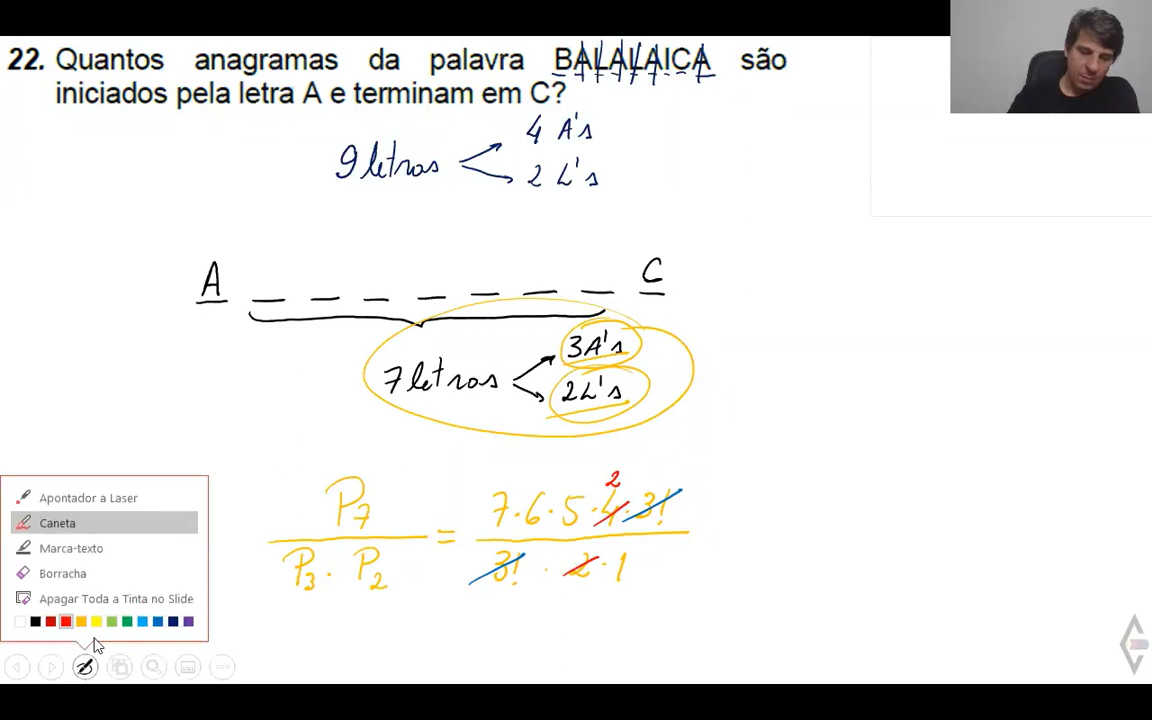 22. Quantos anagramas da palavra BALALAICA são
iniciados pela letra A e terminam em C?
9 letras
4 A's
2 L's
A _ _ _ _ _ _ _ C
7 letras
3A's
2L's
2
P7 = 7·6·5·4·3!
P3 · P2 3! · 2·1
Apontador a Laser
Caneta
Marca-texto
Borracha
Apagar Toda a Tinta no Slide